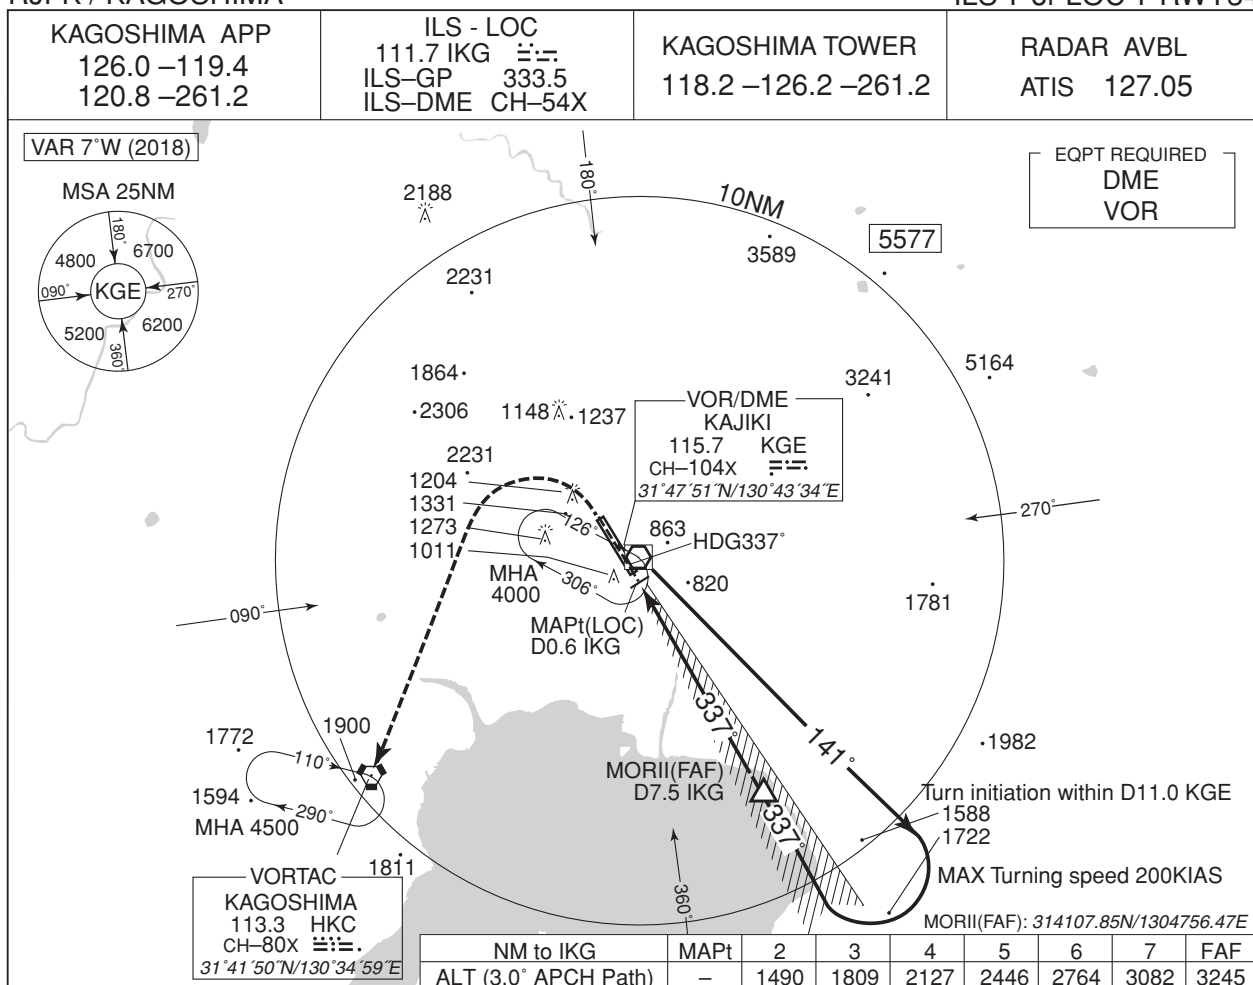 KAGOSHIMA APP
126.0 –119.4
120.8 –261.2
ILS - LOC
111.7 IKG
ILS–GP 333.5
ILS–DME CH–54X
KAGOSHIMA TOWER
118.2 –126.2 –261.2
RADAR AVBL
ATIS 127.05
VAR 7°W (2018)
MSA 25NM
180°
4800
6700
090°
KGE
270°
5200
6200
360°
EQPT REQUIRED
DME
VOR
2188
180°
10NM
3589
5577
2231
1864
2306
1148
1237
3241
5164
VOR/DME
KAJIKI
115.7 KGE
CH–104X
31°47´51˝N/130°43´34˝E
2231
1204
1331
1273
1011
126°
306°
MHA
4000
863
HDG337°
820
270°
1781
090°
MAPt(LOC)
D0.6 IKG
337°
141°
1982
1772
1900
110°
1594
290°
MHA 4500
MORII(FAF)
D7.5 IKG
337°
Turn initiation within D11.0 KGE
1588
1722
MAX Turning speed 200KIAS
1811
360°
VORTAC
KAGOSHIMA
113.3 HKC
CH–80X
31°41´50˝N/130°34´59˝E
MORII(FAF): 314107.85N/1304756.47E
NM to IKG MAPt 2 3 4 5 6 7 FAF
ALT (3.0° APCH Path) – 1490 1809 2127 2446 2764 3082 3245